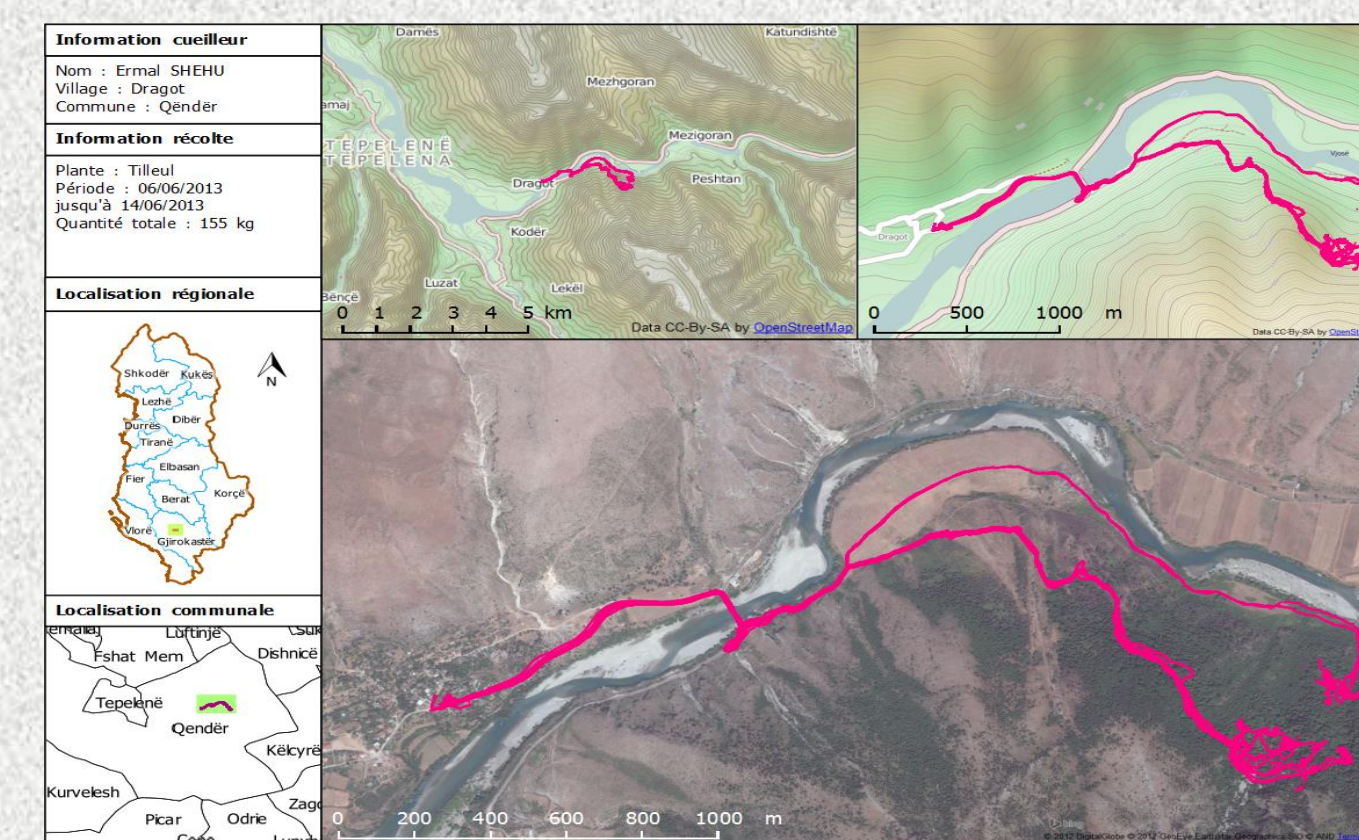 Information cueilleur
Nom : Ermal SHEHU
Village : Dragot
Commune : Qëndër
Information récolte
Plante : Tilleul
Période : 06/06/2013
jusqu'à 14/06/2013
Quantité totale : 155 kg
Localisation régionale
N
Shkodër
Kukës
Lezhë
Durrës
Dibër
Tiranë
Elbasan
Fier
Korçë
Berat
Vlorë
Gjirokastër
Localisation communale
Luftinje
Fshat Mem
Dishnicë
Tepelenë
Qendër
Këlcyrë
Kurvelesh
Picar
Odrie
Damës
Katundishtë
Mezhgoran
amaj
TEPELENË
TEPELENA
Mezigoran
Dragot
Peshtan
Kodër
Luzat
Lekël
Bënçë
0 1 2 3 4 5 km
Data CC-By-SA by OpenStreetMap
Vjosë
Dragot
0 500 1000 m
Data CC-By-SA by OpenSt
0 200 400 600 800 1000 m